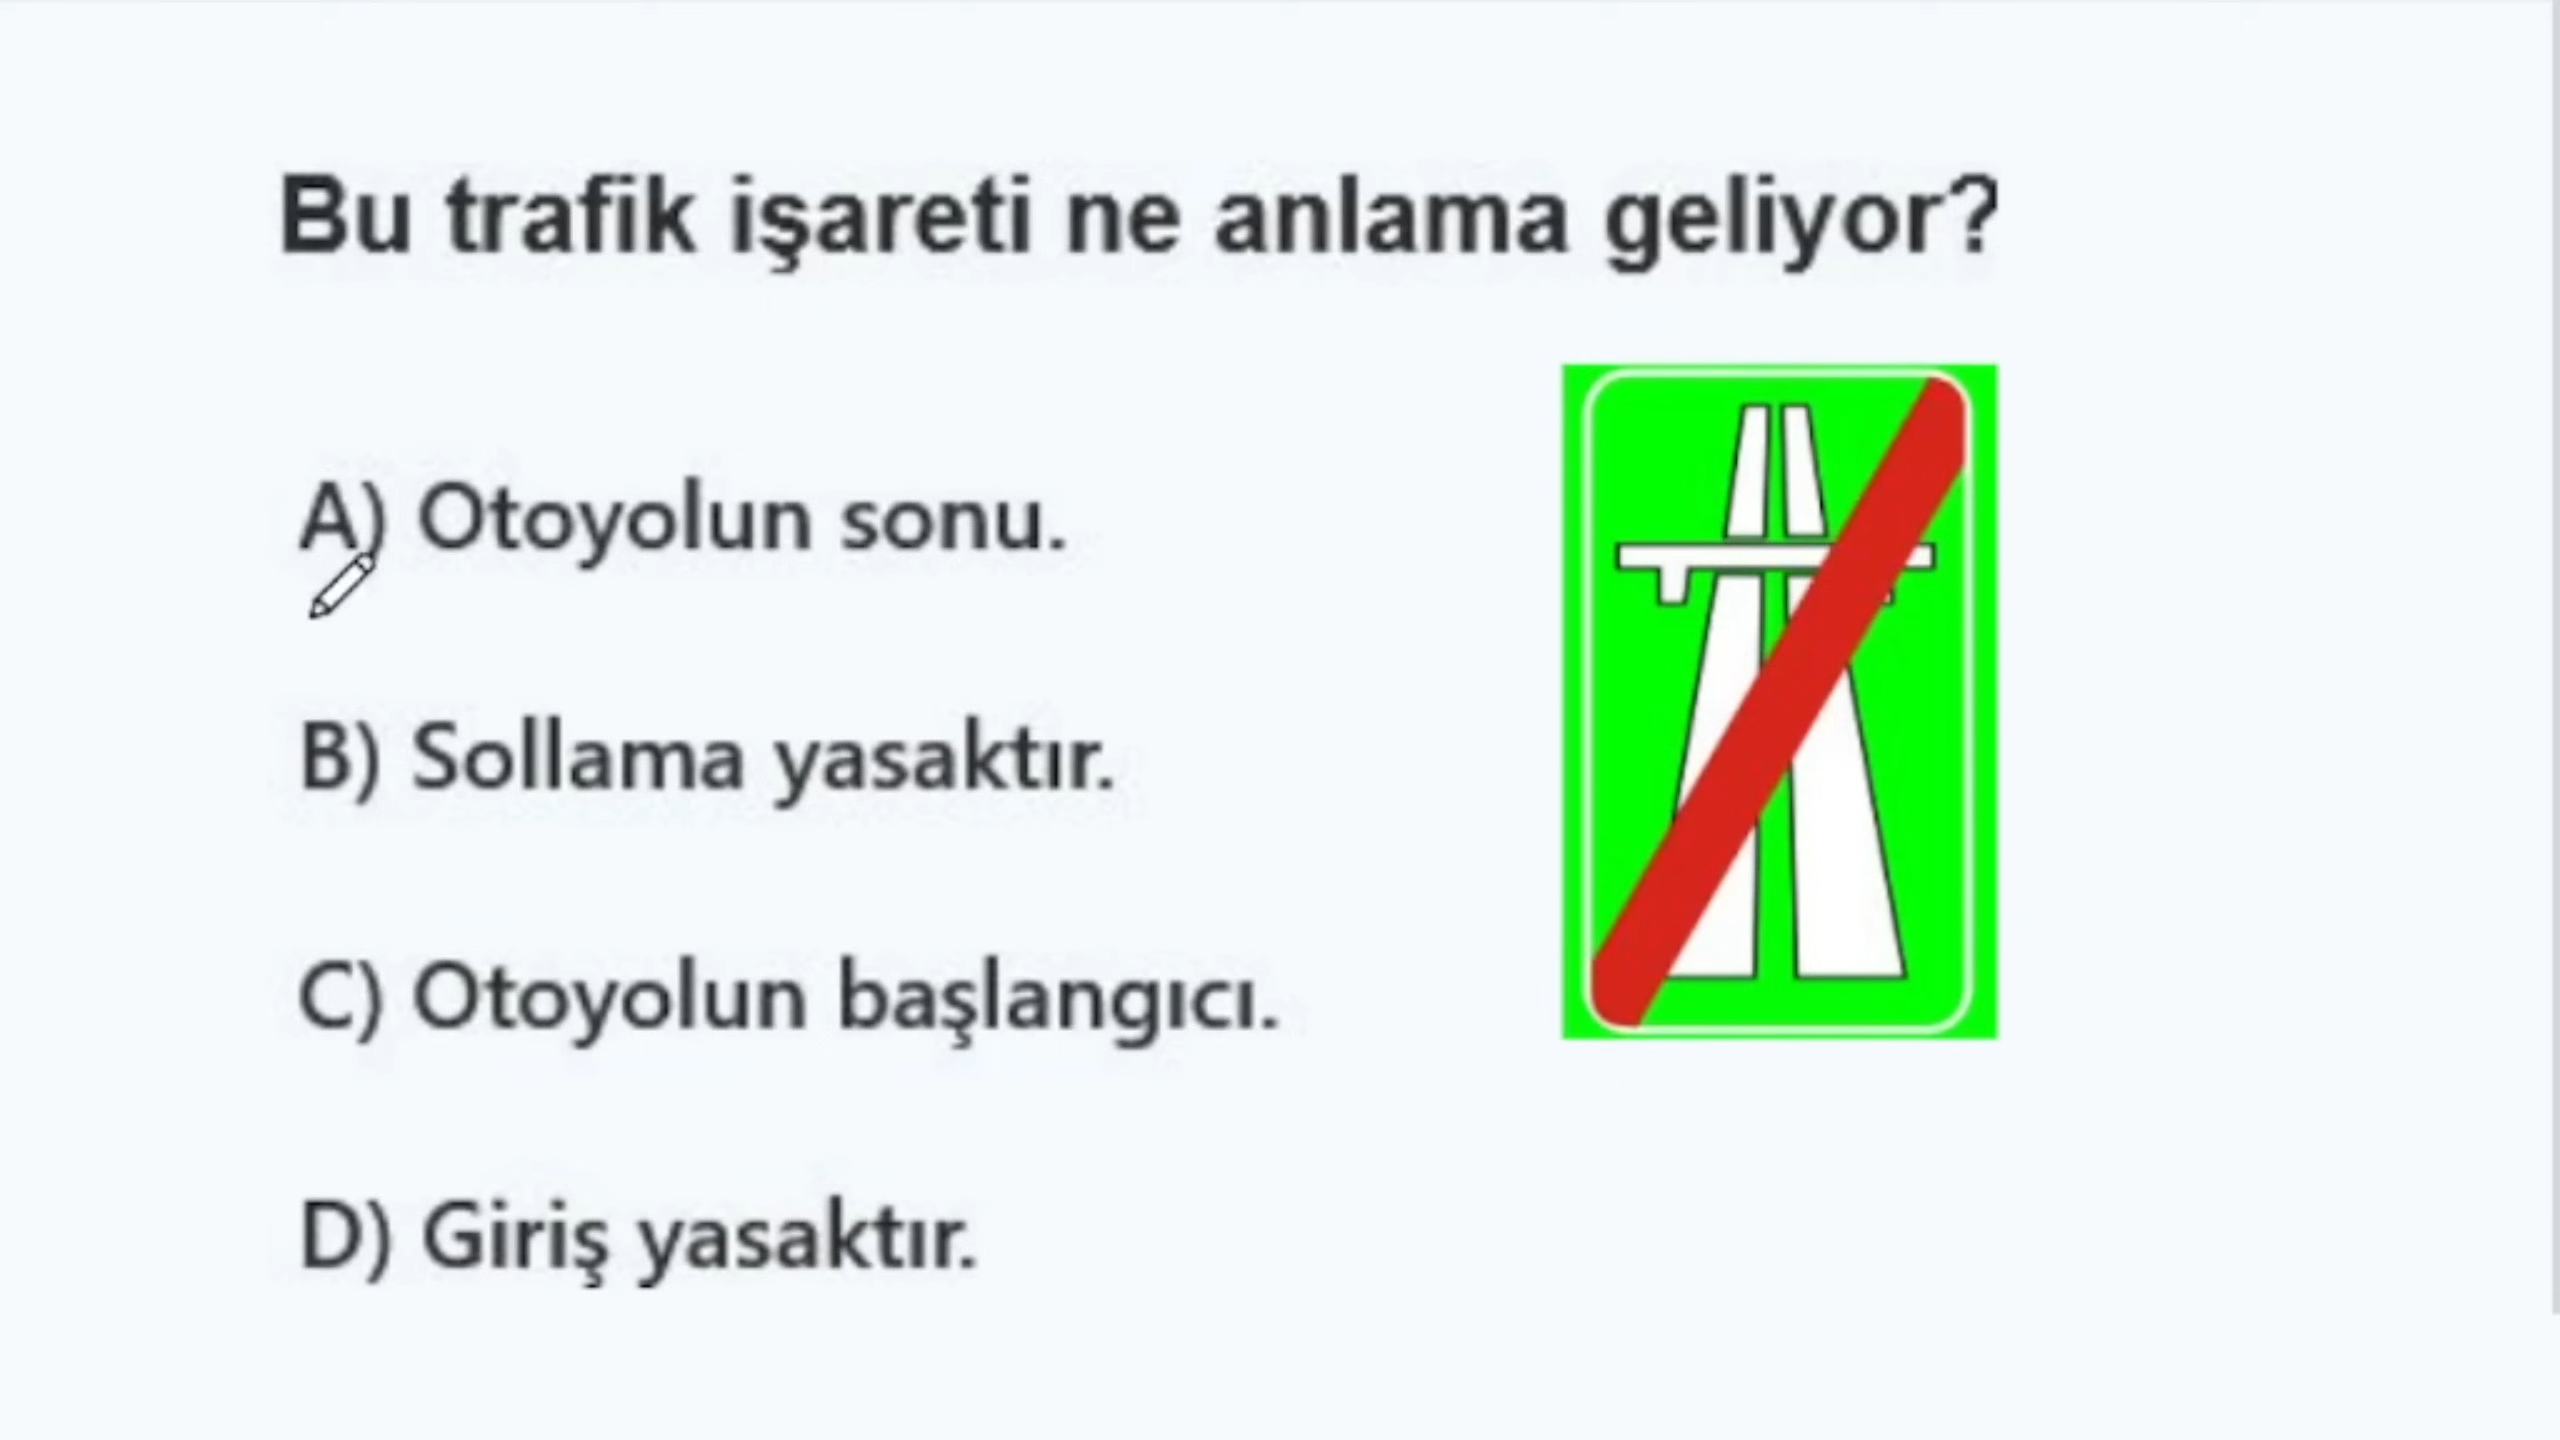 Bu trafik işareti ne anlama geliyor?
A) Otoyolun sonu.
B) Sollama yasaktır.
C) Otoyolun başlangıcı.
D) Giriş yasaktır.